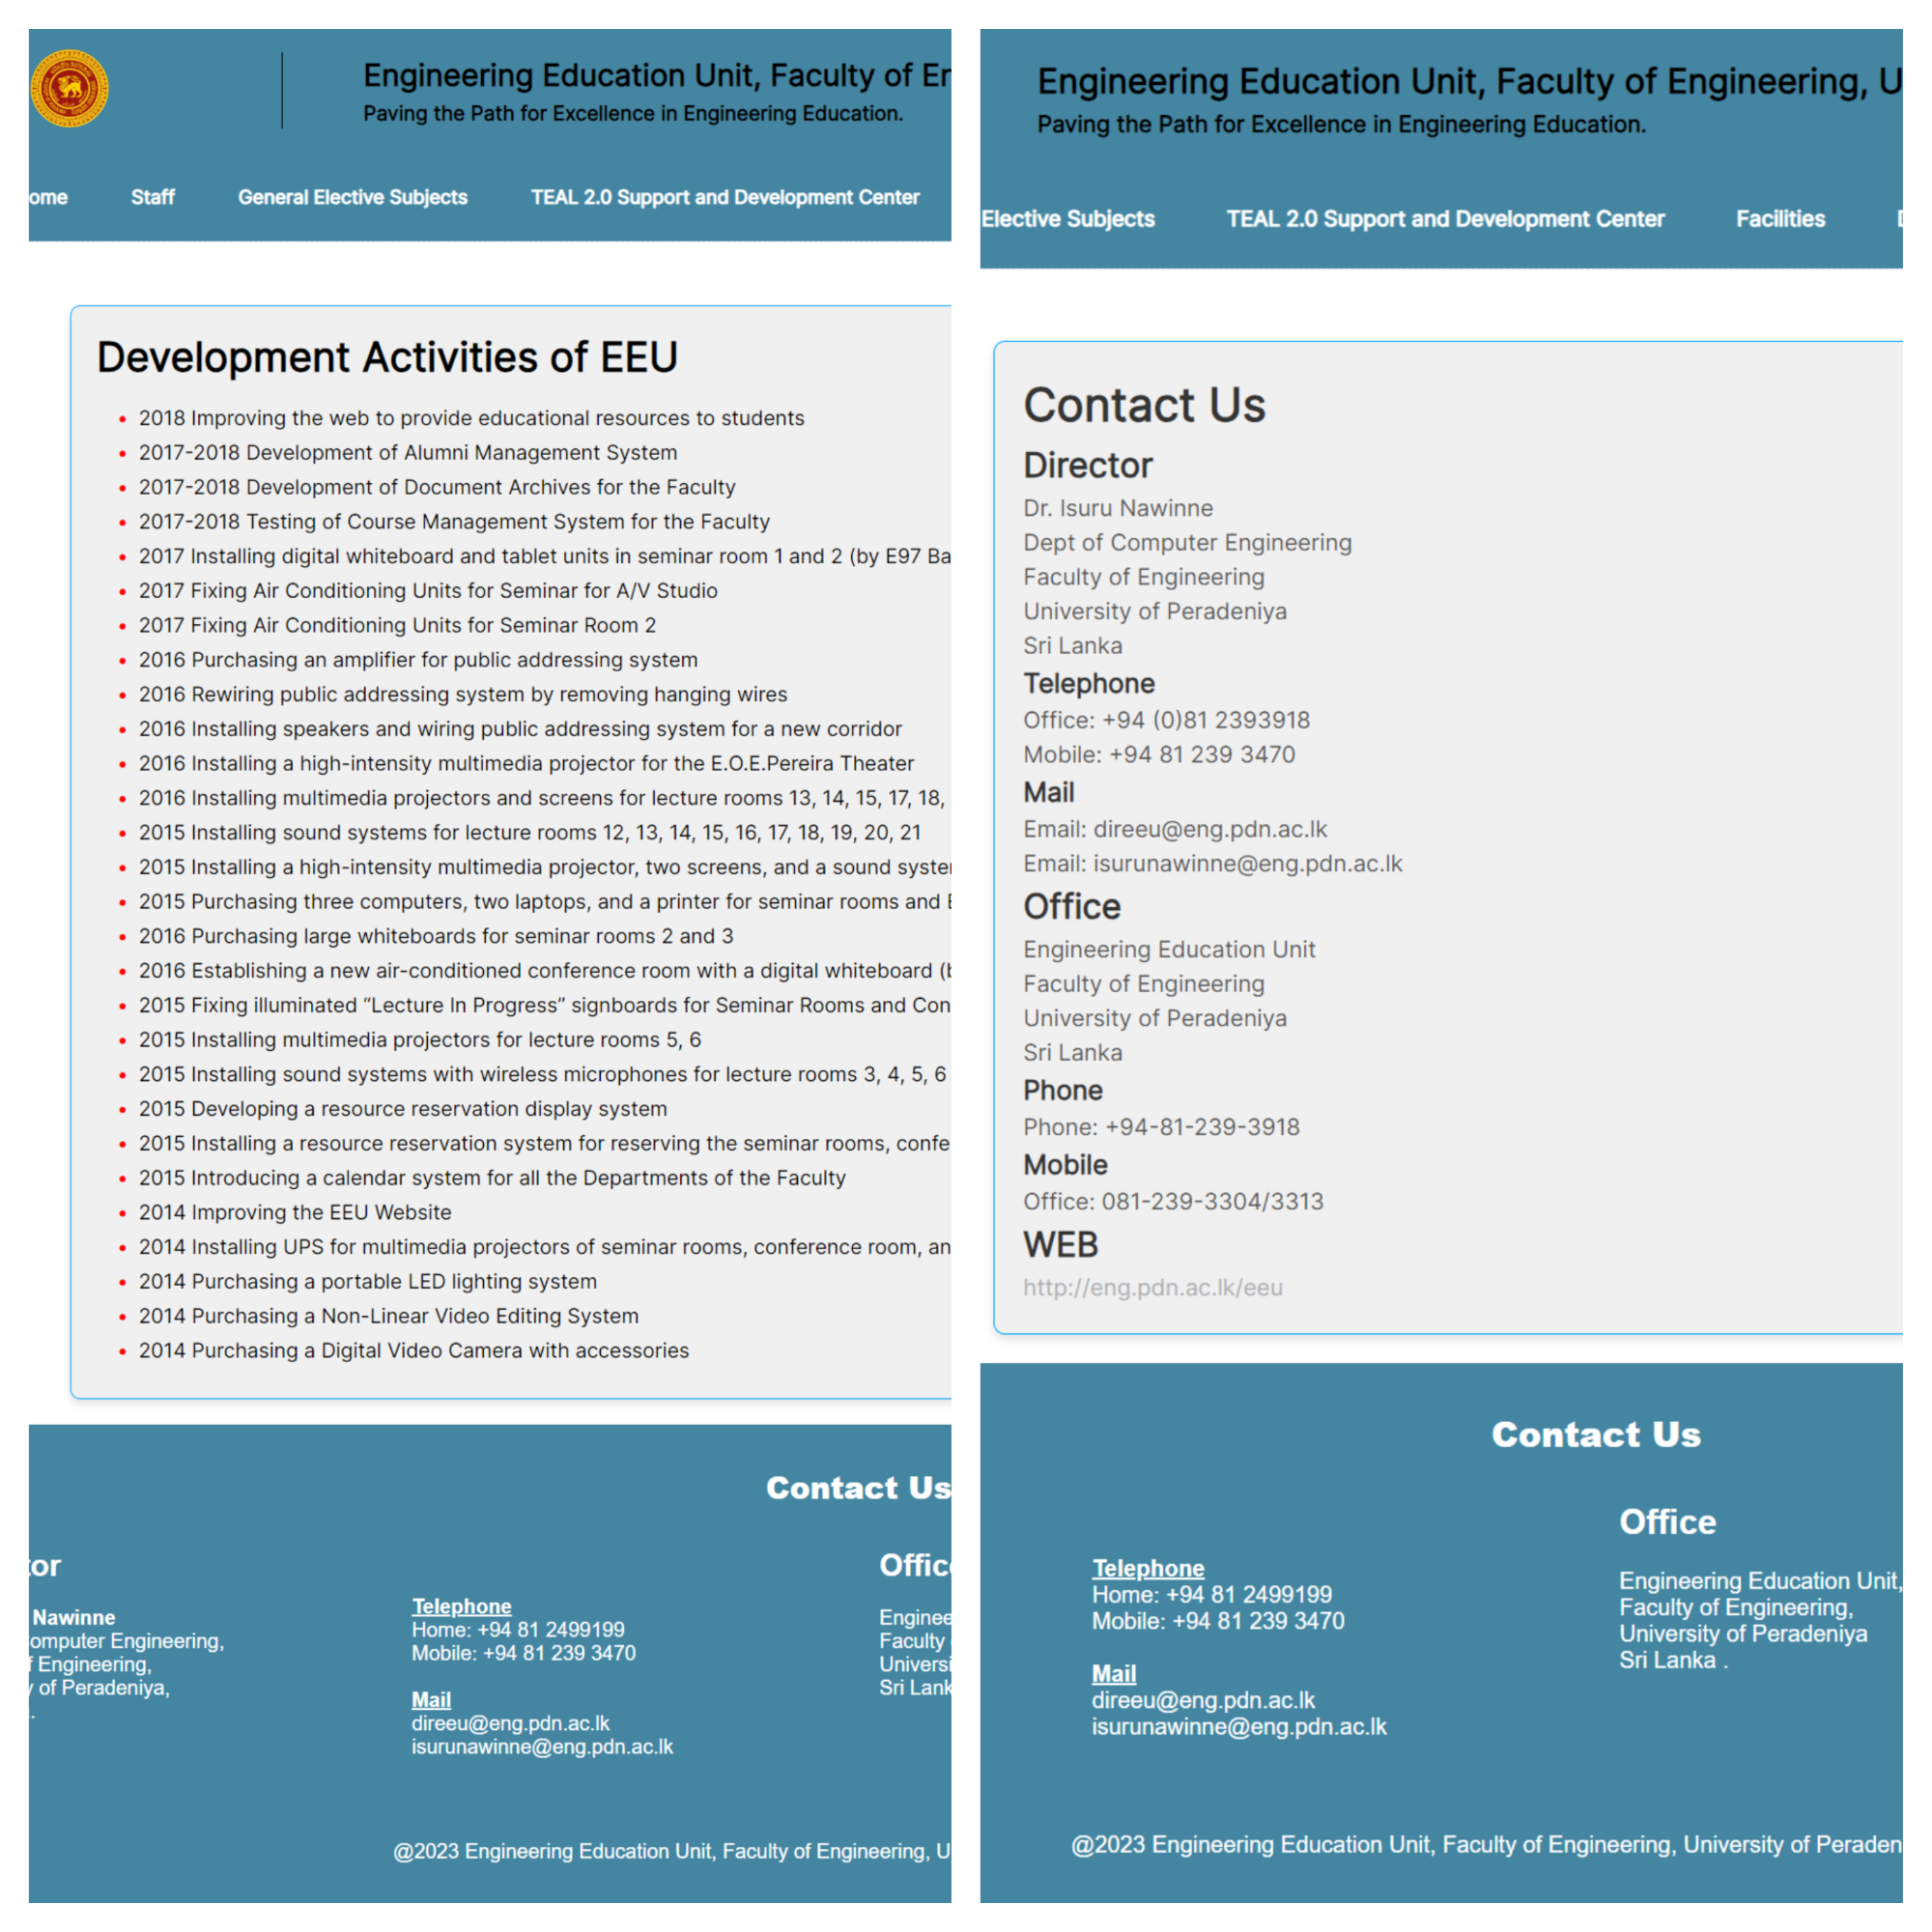 Engineering Education Unit, Faculty of
Paving the Path for Excellence in Engineering Education.
Staff General Elective Subjects TEAL 2.0 Support and Development Center
Development Activities of EEU
2018 Improving the web to provide educational resources to students
2017-2018 Development of Alumni Management System
2017-2018 Development of Document Archives for the Faculty
2017-2018 Testing of Course Management System for the Faculty
2017 Installing digital whiteboard and tablet units in seminar room 1 and 2 (by E97
2017 Fixing Air Conditioning Units for Seminar for A/V Studio
2017 Fixing Air Conditioning Units for Seminar Room 2
2016 Purchasing an amplifier for public addressing system
2016 Rewiring public addressing system by removing hanging wires
2016 Installing speakers and wiring public addressing system for a new corridor
2016 Installing a high-intensity multimedia projector for the E.O.E.Pereira Theater
2016 Installing multimedia projectors and screens for lecture rooms 13, 14, 15, 17, 18,
2015 Installing sound systems for lecture rooms 12, 13, 14, 15, 16, 17, 18, 19, 20, 21
2015 Installing a high-intensity multimedia projector, two screens, and a sound
2015 Purchasing three computers, two laptops, and a printer for seminar rooms and
2016 Purchasing large whiteboards for seminar rooms 2 and 3
2016 Establishing a new air-conditioned conference room with a digital whiteboard
2015 Fixing illuminated “Lecture In Progress” signboards for Seminar Rooms and
2015 Installing multimedia projectors for lecture rooms 5, 6
2015 Installing sound systems with wireless microphones for lecture rooms 3, 4, 5, 6
2015 Developing a resource reservation display system
2015 Installing a resource reservation system for reserving the seminar rooms,
2015 Introducing a calendar system for all the Departments of the Faculty
2014 Improving the EEU Website
2014 Installing UPS for multimedia projectors of seminar rooms, conference room,
2014 Purchasing a portable LED lighting system
2014 Purchasing a Non-Linear Video Editing System
2014 Purchasing a Digital Video Camera with accessories
Contact Us
Nawinne
Engineering,
Engineering,
of Peradeniya,
Telephone
Home: +94 81 2499199
Mobile: +94 81 239 3470
Mail
direeu@eng.pdn.ac.lk
isurunawinne@eng.pdn.ac.lk
Faculty
@2023 Engineering Education Unit, Faculty of Engineering,
Engineering Education Unit, Faculty of Engineering,
Paving the Path for Excellence in Engineering Education.
Elective Subjects TEAL 2.0 Support and Development Center Facilities
Contact Us
Director
Dr. Isuru Nawinne
Dept of Computer Engineering
Faculty of Engineering
University of Peradeniya
Sri Lanka
Telephone
Office: +94 (0)81 2393918
Mobile: +94 81 239 3470
Mail
Email: direeu@eng.pdn.ac.lk
Email: isurunawinne@eng.pdn.ac.lk
Office
Engineering Education Unit
Faculty of Engineering
University of Peradeniya
Sri Lanka
Phone
Phone: +94-81-239-3918
Mobile
Office: 081-239-3304/3313
WEB
http://eng.pdn.ac.lk/eeu
Contact Us
Telephone
Home: +94 81 2499199
Mobile: +94 81 239 3470
Mail
direeu@eng.pdn.ac.lk
isurunawinne@eng.pdn.ac.lk
Office
Engineering Education Unit,
Faculty of Engineering,
University of Peradeniya
Sri Lanka .
@2023 Engineering Education Unit, Faculty of Engineering, University of